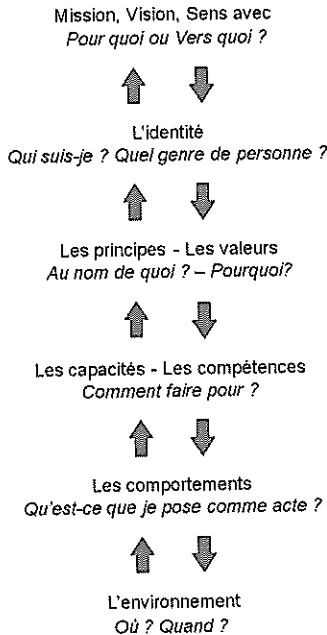 Mission, Vision, Sens avec
Pour quoi ou Vers quoi ?
L'identité
Qui suis-je ? Quel genre de personne ?
Les principes - Les valeurs
Au nom de quoi ? – Pourquoi?
Les capacités - Les compétences
Comment faire pour ?
Les comportements
Qu'est-ce que je pose comme acte ?
L'environnement
Où ? Quand ?